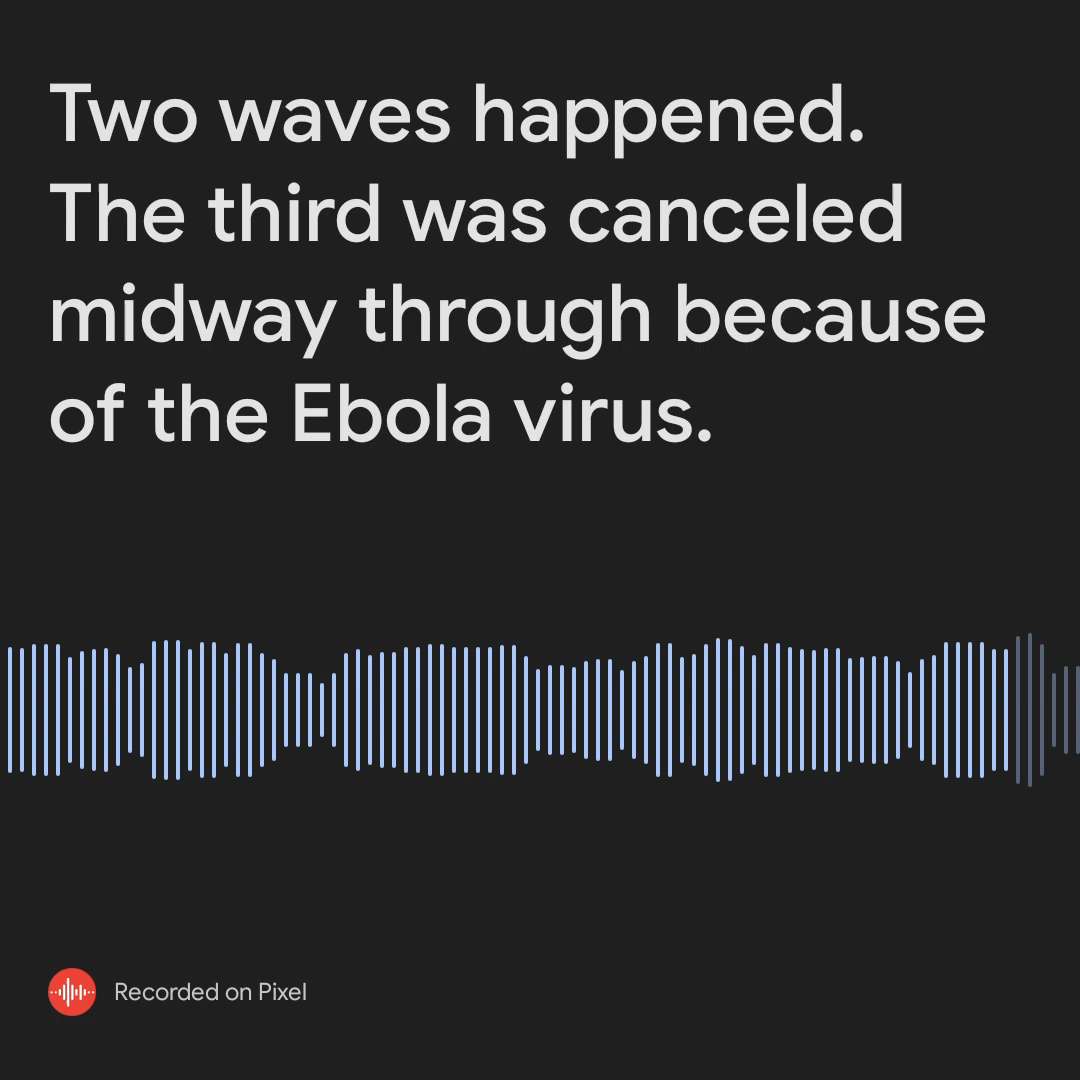 Two waves happened.
The third was canceled
midway through because
of the Ebola virus.
Recorded on Pixel